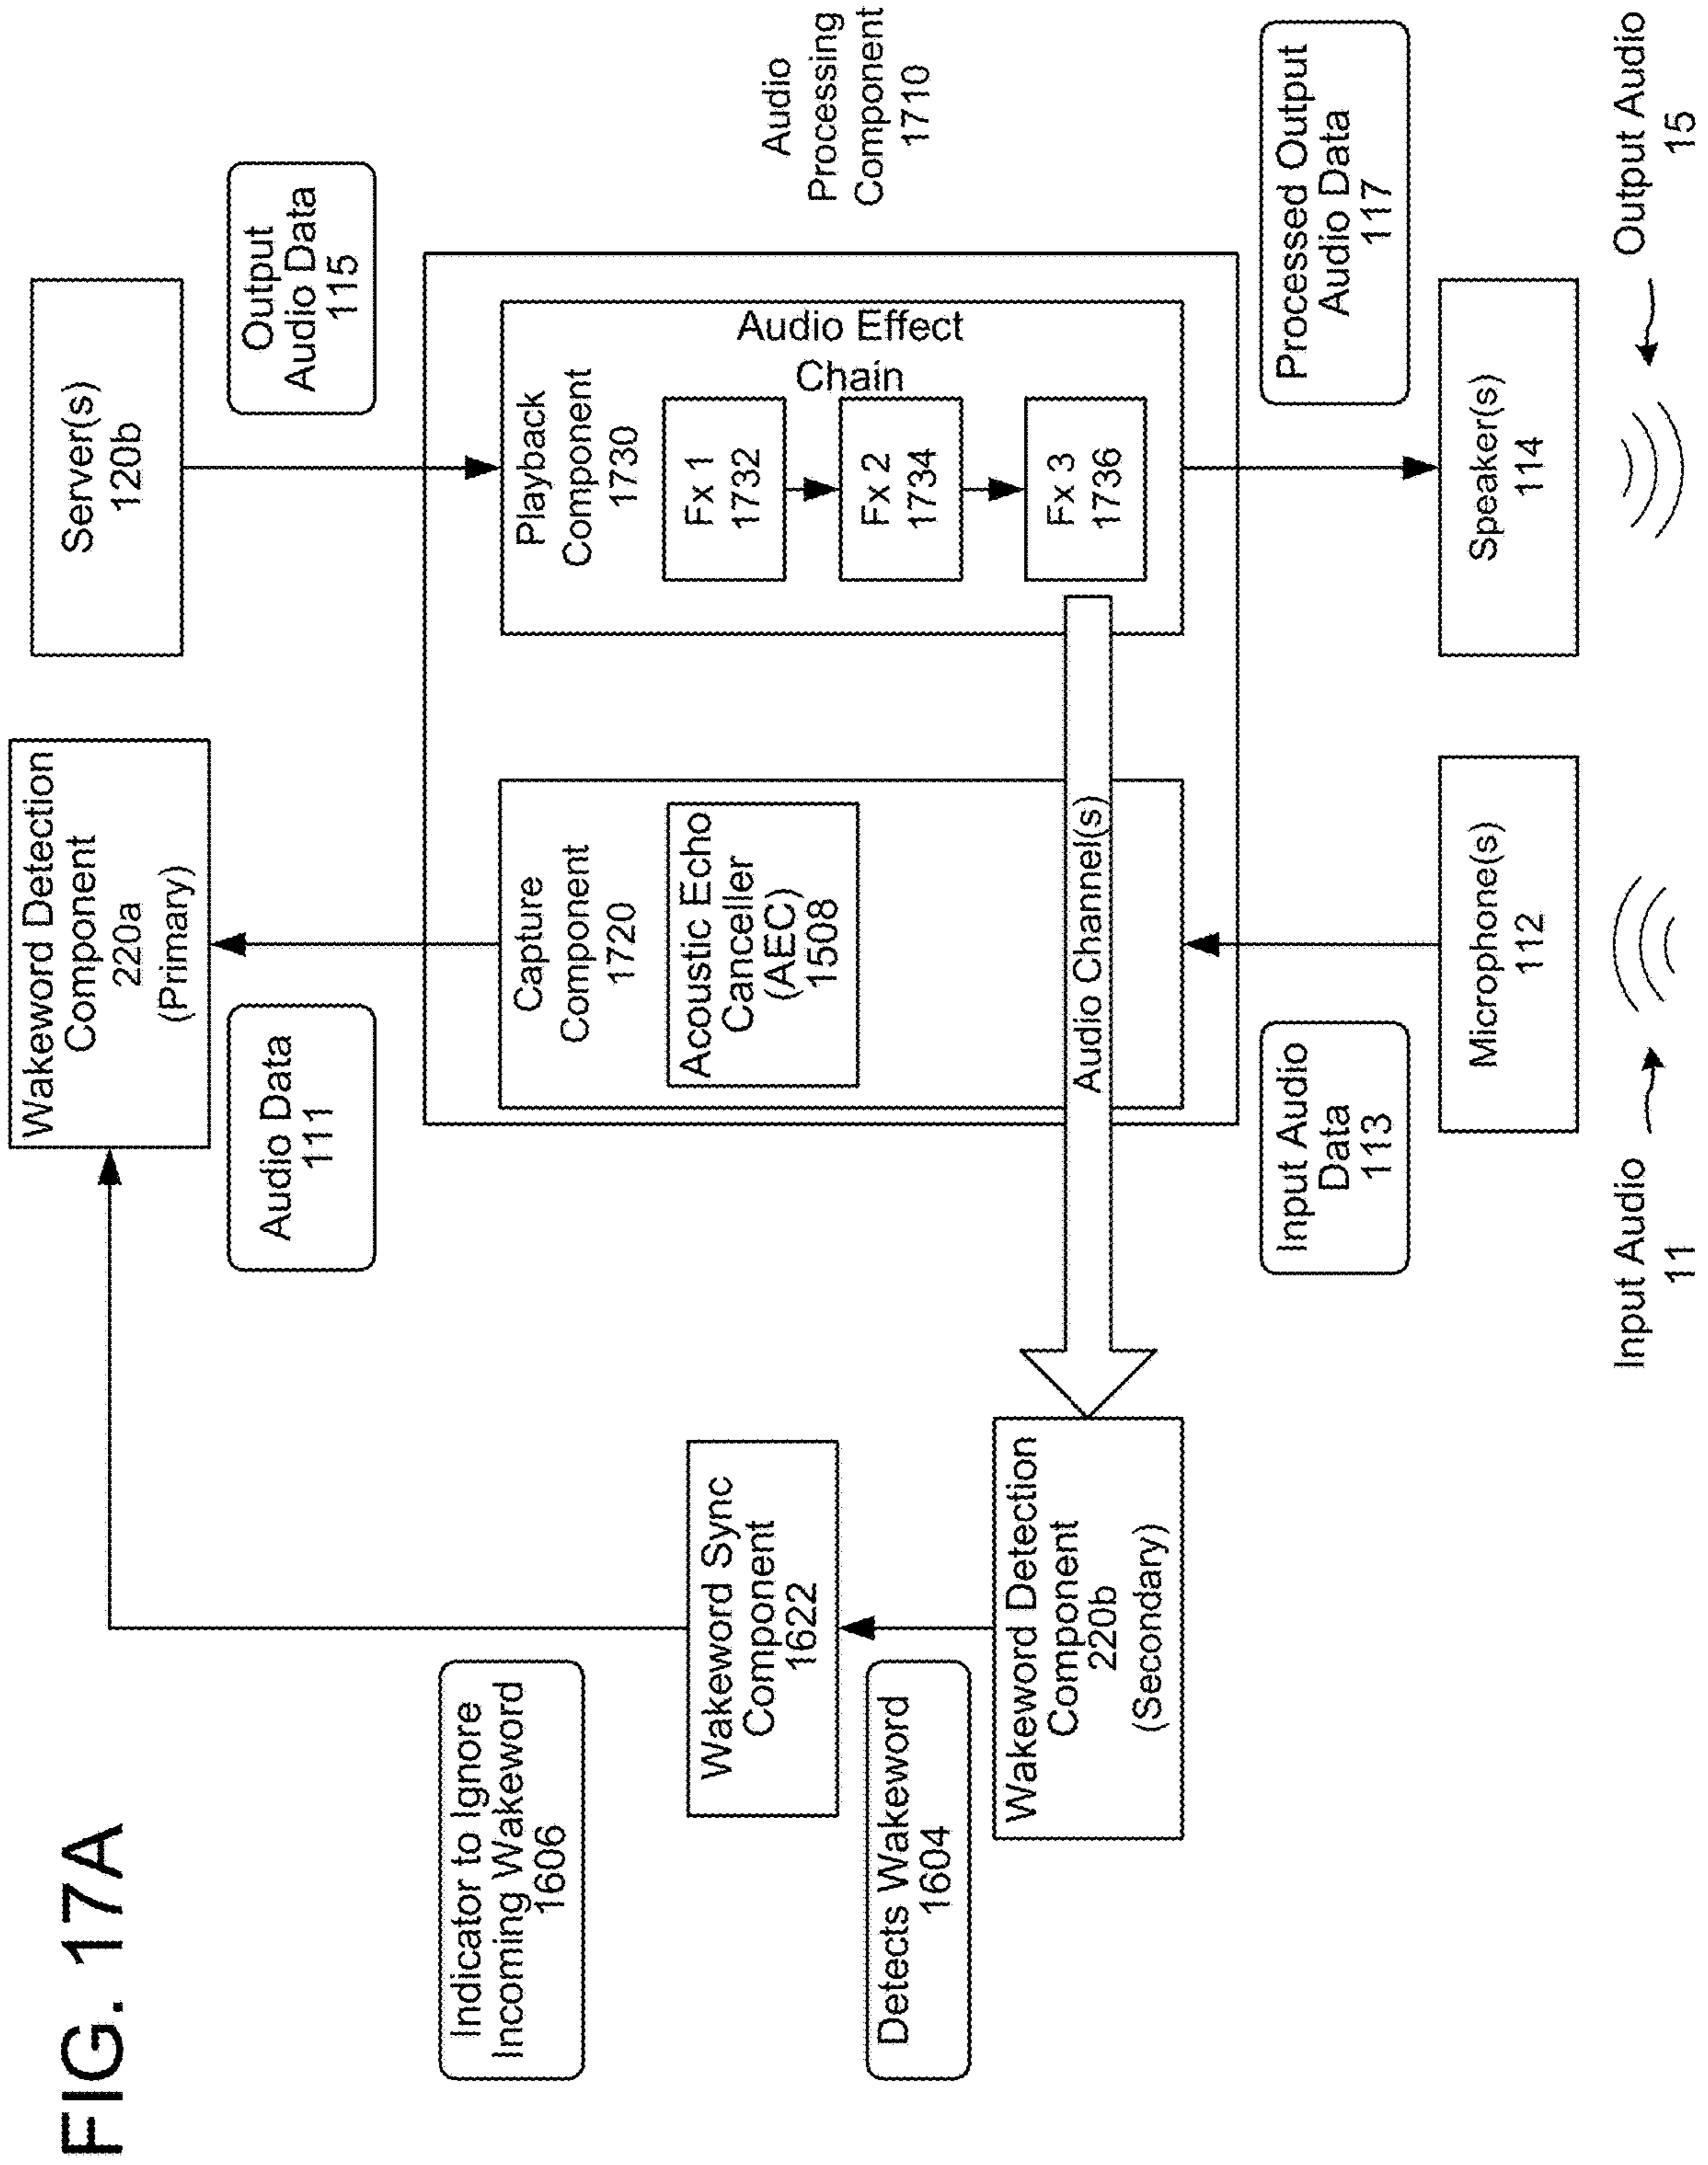 FIG. 17A
Wakeword Detection
Component
220a
(Primary)
Server(s)
120b
Audio Data
111
Output
Audio Data
115
Indicator to Ignore
Incoming Wakeword
1606
Wakeword Sync
Component
1622
Detects Wakeword
1604
Wakeword Detection
Component
220b
(Secondary)
Capture
Component
1720
Acoustic Echo
Canceller
(AEC)
1508
Audio Channel(s)
Playback
Component
1730
Audio Effect
Chain
Fx 1
1732
Fx 2
1734
Fx 3
1736
Audio
Processing
Component
1710
Input Audio
Data
113
Processed Output
Audio Data
117
Microphone(s)
112
Speaker(s)
114
Input Audio
11
Output Audio
15